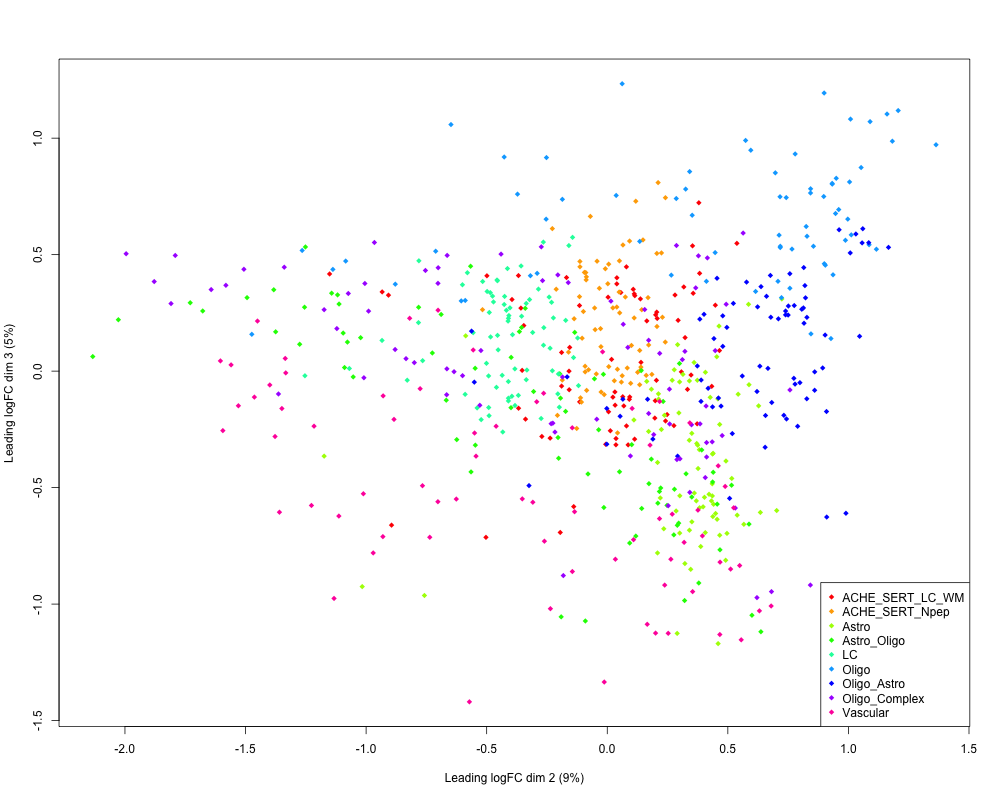 1.0
0.5
0.0
-0.5
-1.0
-1.5
Leading logFC dim 3 (5%)
ACHE_SERT_LC_WM
ACHE_SERT_Npep
Astro
Astro_Oligo
LC
Oligo
Oligo_Astro
Oligo_Complex
Vascular
-2.0 -1.5 -1.0 -0.5 0.0 0.5 1.0 1.5
Leading logFC dim 2 (9%)